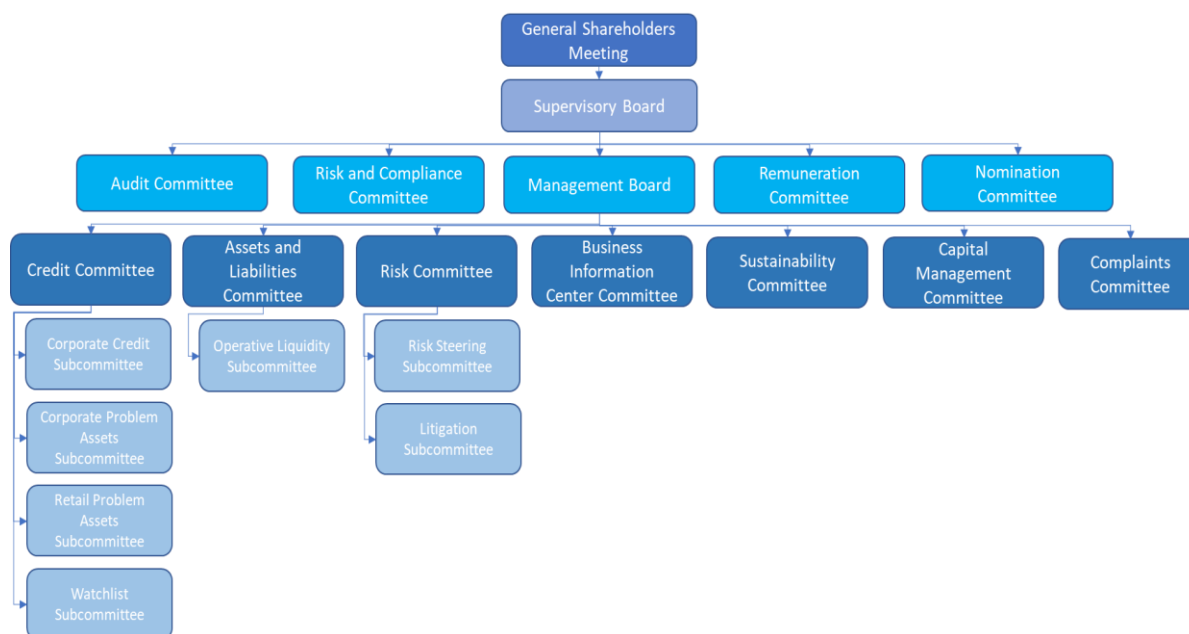 General Shareholders
Meeting
Supervisory Board
Audit Committee
Risk and Compliance
Committee
Management Board
Remuneration
Committee
Nomination
Committee
Credit Committee
Assets and
Liabilities
Committee
Risk Committee
Business
Information
Center Committee
Sustainability
Committee
Capital
Management
Committee
Complaints
Committee
Corporate Credit
Subcommittee
Operative Liquidity
Subcommittee
Risk Steering
Subcommittee
Corporate Problem
Assets
Subcommittee
Litigation
Subcommittee
Retail Problem
Assets
Subcommittee
Watchlist
Subcommittee